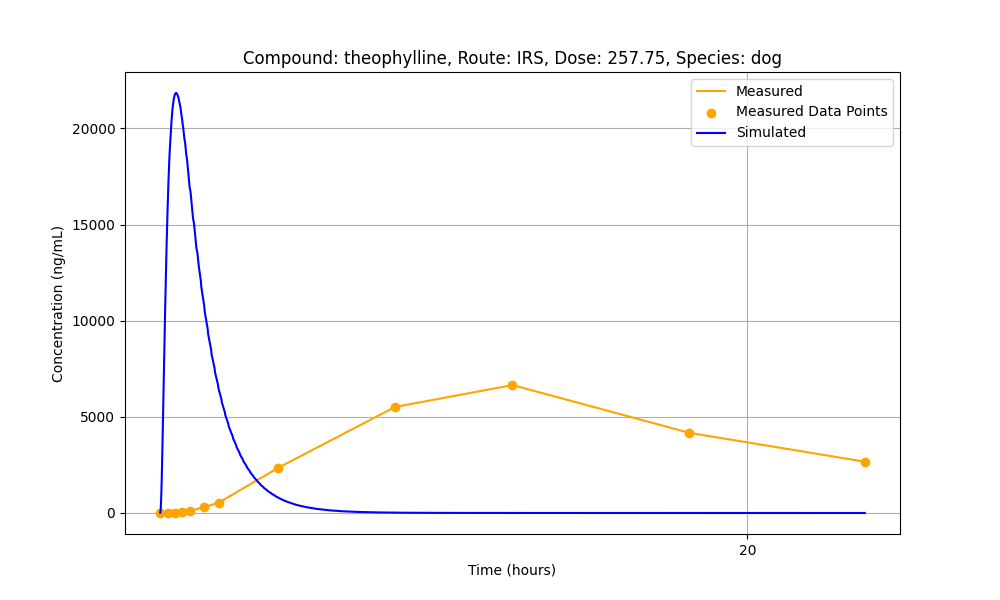 Compound: theophylline, Route: IRS, Dose: 257.75, Species: dog
Measured
Measured Data Points
Simulated
20000
15000
10000
5000
0
Concentration (ng/mL)
20
Time (hours)